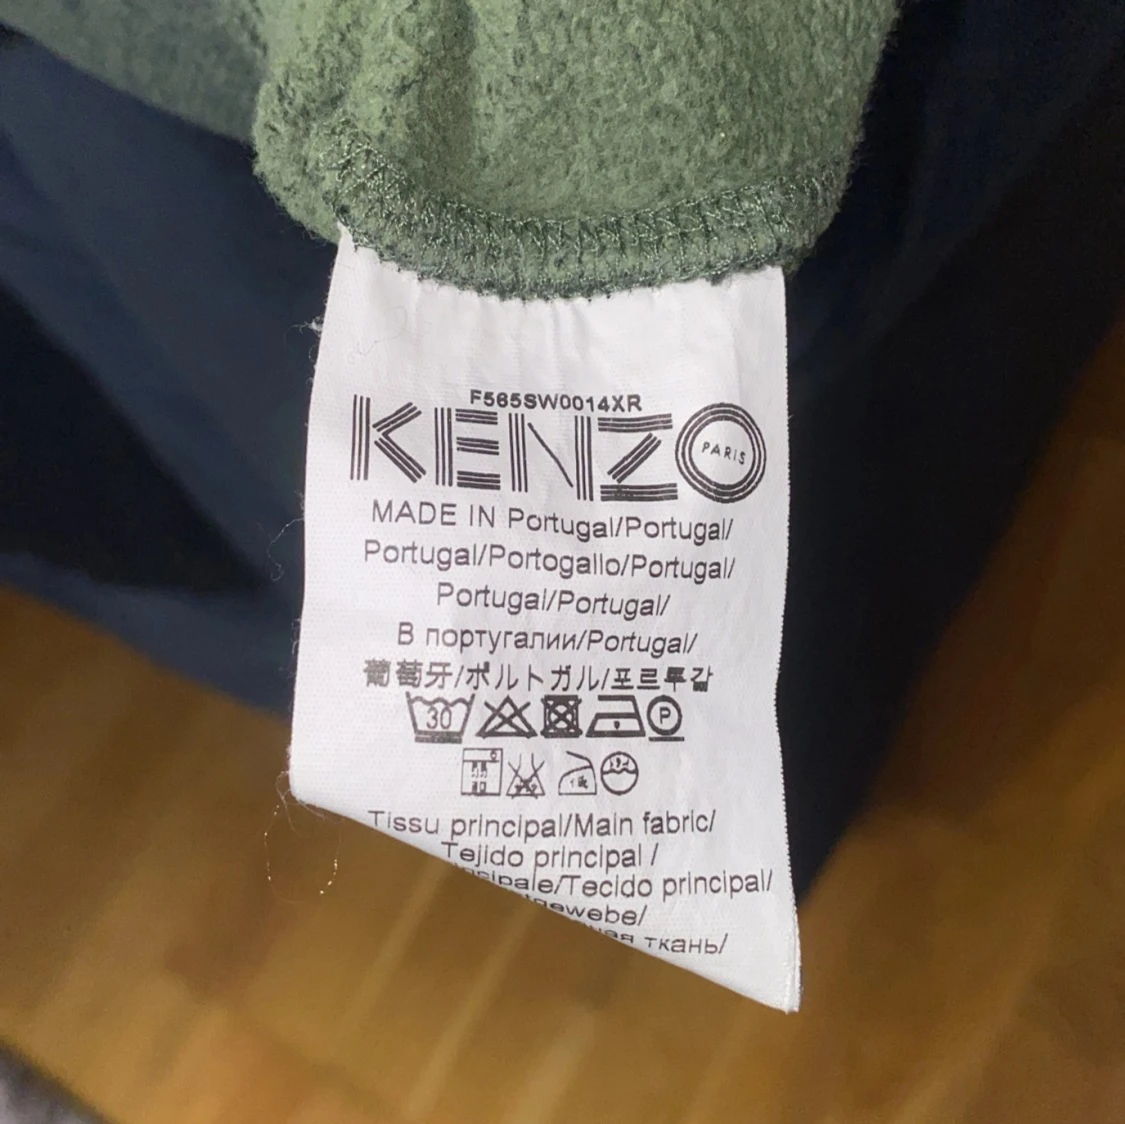 F565SW0014XR
KENZO PARIS
MADE IN Portugal/Portugal/
Portugal/Portogallo/Portugal/
Portugal/Portugal/
В португалии/Portugal/
葡萄牙/ポルトガル/포르투갈
30 P
Tissu principal/Main fabric/
Tejido principal /
/Tecido principal/
ткань/